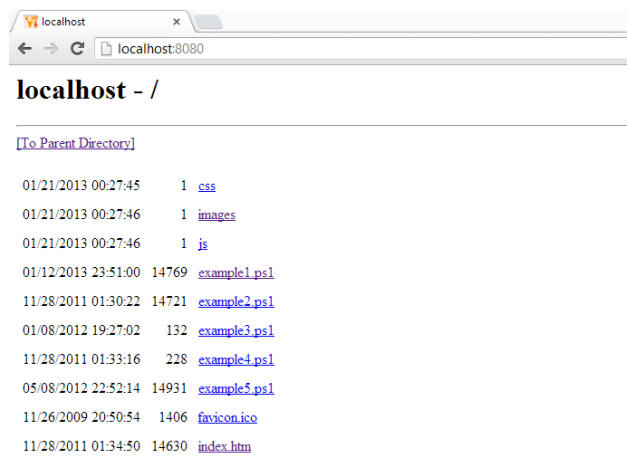 localhost
localhost:8080
localhost - /
[To Parent Directory]
01/21/2013 00:27:45 1 css
01/21/2013 00:27:46 1 images
01/21/2013 00:27:46 1 js
01/12/2013 23:51:00 14769 example1.ps1
11/28/2011 01:30:22 14721 example2.ps1
01/08/2012 19:27:02 132 example3.ps1
11/28/2011 01:33:16 228 example4.ps1
05/08/2012 22:52:14 14931 example5.ps1
11/26/2009 20:50:54 1406 favicon.ico
11/28/2011 01:34:50 14630 index.htm